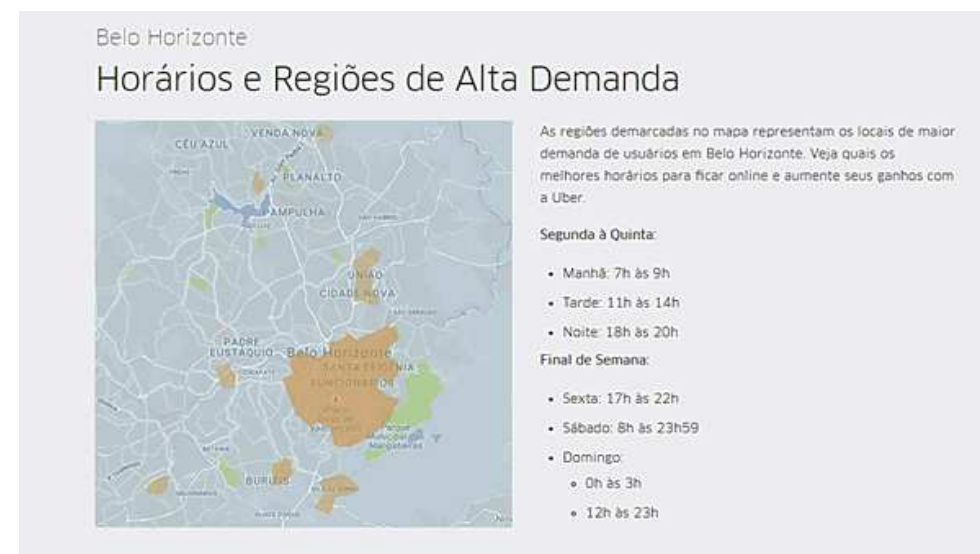 Belo Horizonte
Horários e Regiões de Alta Demanda
VENDA NOVA
CÉU AZUL
PLANALTO
PAMPULHA
UNIÃO
CIDADE NOVA
PADRE
EUSTÁQUIO
Belo Horizonte
SANTA EFIGÊNIA
FUNCIONÁRIOS
Parque
Municipal das
Mangabeiras
BURITIS
As regiões demarcadas no mapa representam os locais de maior
demanda de usuários em Belo Horizonte. Veja quais os
melhores horários para ficar online e aumente seus ganhos com
a Uber.
Segunda à Quinta:
• Manhã: 7h às 9h
• Tarde: 11h às 14h
• Noite: 18h às 20h
Final de Semana:
• Sexta: 17h às 22h
• Sábado: 8h às 23h59
• Domingo:
◦ 0h às 3h
◦ 12h às 23h